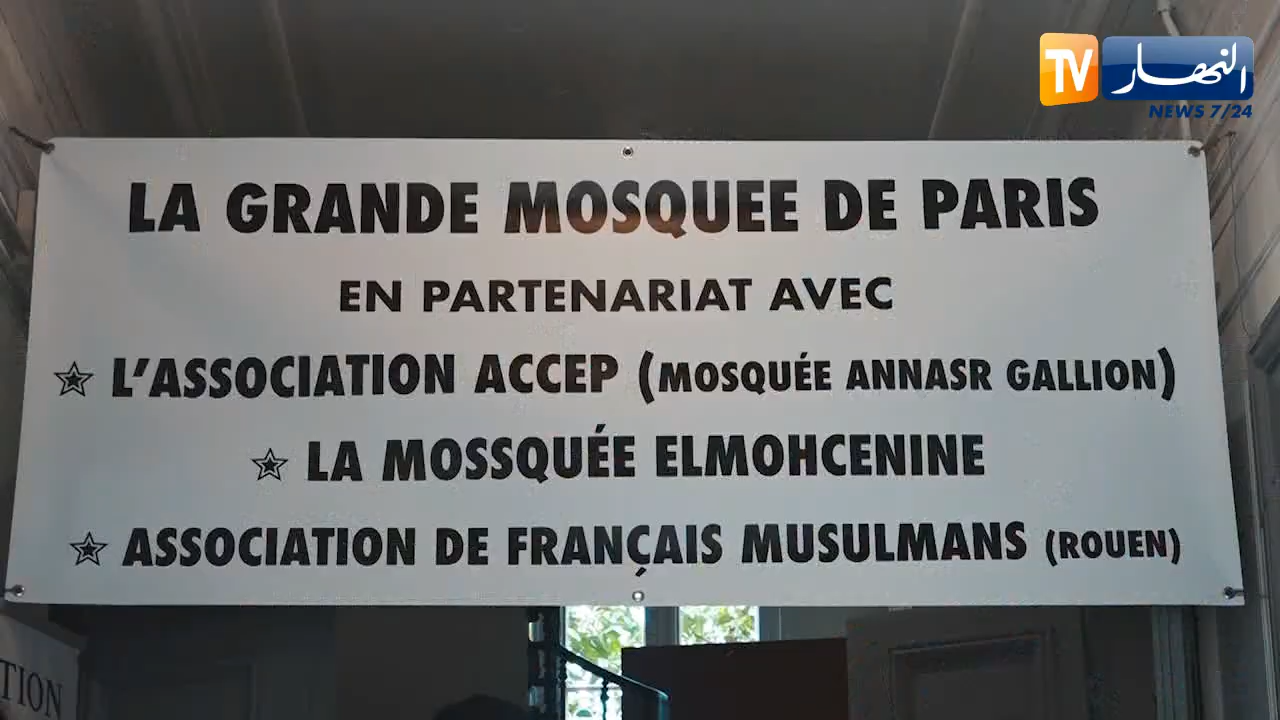 TV النهار
NEWS 7/24
LA GRANDE MOSQUEE DE PARIS
EN PARTENARIAT AVEC
☆ L'ASSOCIATION ACCEP (MOSQUÉE ANNASR GALLION)
☆ LA MOSSQUÉE ELMOHCENINE
☆ ASSOCIATION DE FRANÇAIS MUSULMANS (ROUEN)
TION